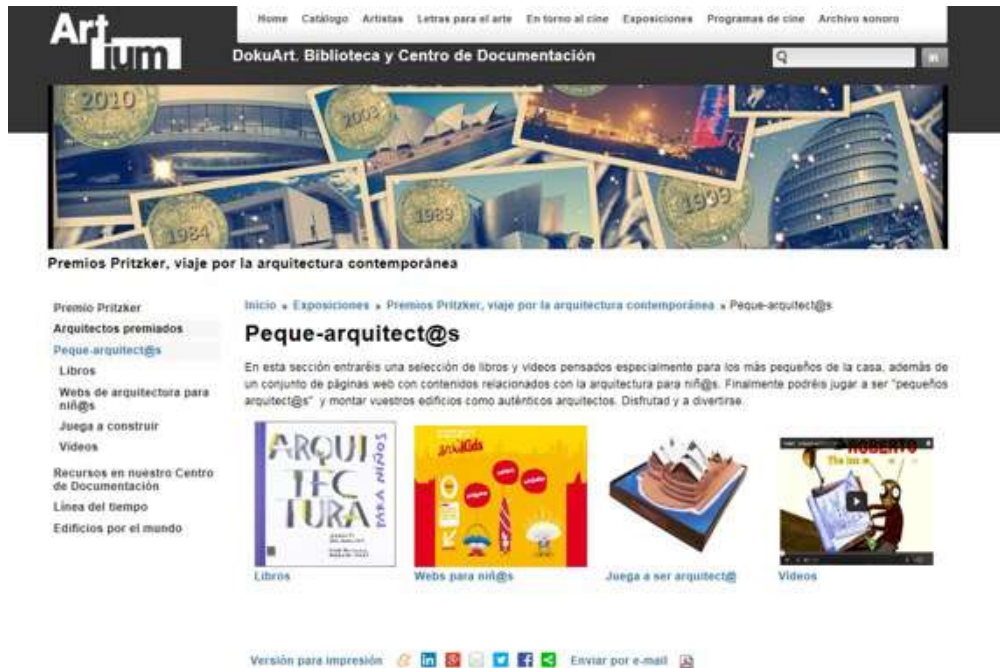 Artium
Home Catálogo Artistas Letras para el arte En torno al cine Exposiciones Programas de cine Archivo sonoro
DokuArt. Biblioteca y Centro de Documentación
2010
2003
1984
1989
1999
Premios Pritzker, viaje por la arquitectura contemporánea
Premio Pritzker
Arquitectos premiados
Peque-arquitect@s
Libros
Webs de arquitectura para
niñ@s
Juega a construir
Vídeos
Recursos en nuestro Centro
de Documentación
Línea del tiempo
Edificios por el mundo
Inicio » Exposiciones » Premios Pritzker, viaje por la arquitectura contemporánea » Peque-arquitect@s
Peque-arquitect@s
En esta sección entraréis una selección de libros y vídeos pensados especialmente para los más pequeños de la casa, además de
un conjunto de páginas web con contenidos relacionados con la arquitectura para niñ@s. Finalmente podréis jugar a ser "pequeños
arquitect@s" y montar vuestros edificios como auténticos arquitectos. Disfrutad y a divertirse.
ARQUI
TEC
TURA
PARA NIÑOS
ROBERTO
Libros
Webs para niñ@s
Juega a ser arquitect@
Vídeos
Versión para impresión
Enviar por e-mail